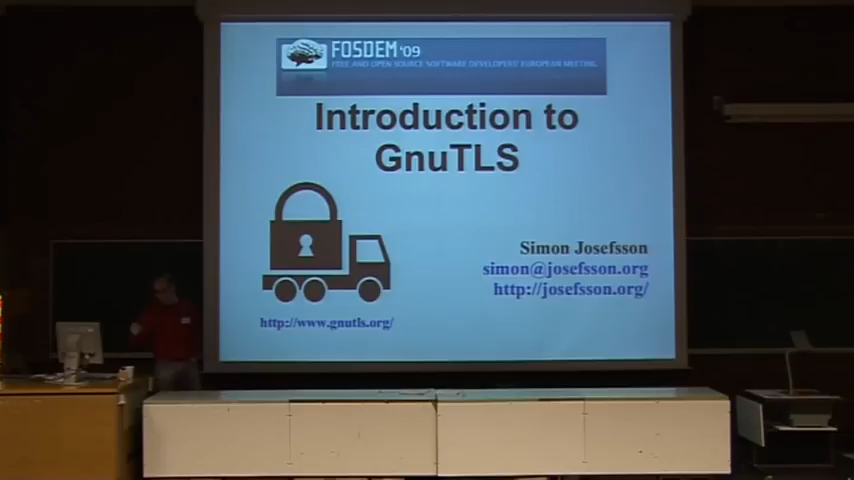 FOSDEM '09
FREE AND OPEN SOURCE SOFTWARE DEVELOPERS' EUROPEAN MEETING
Introduction to
GnuTLS
Simon Josefsson
simon@josefsson.org
http://josefsson.org/
http://www.gnutls.org/